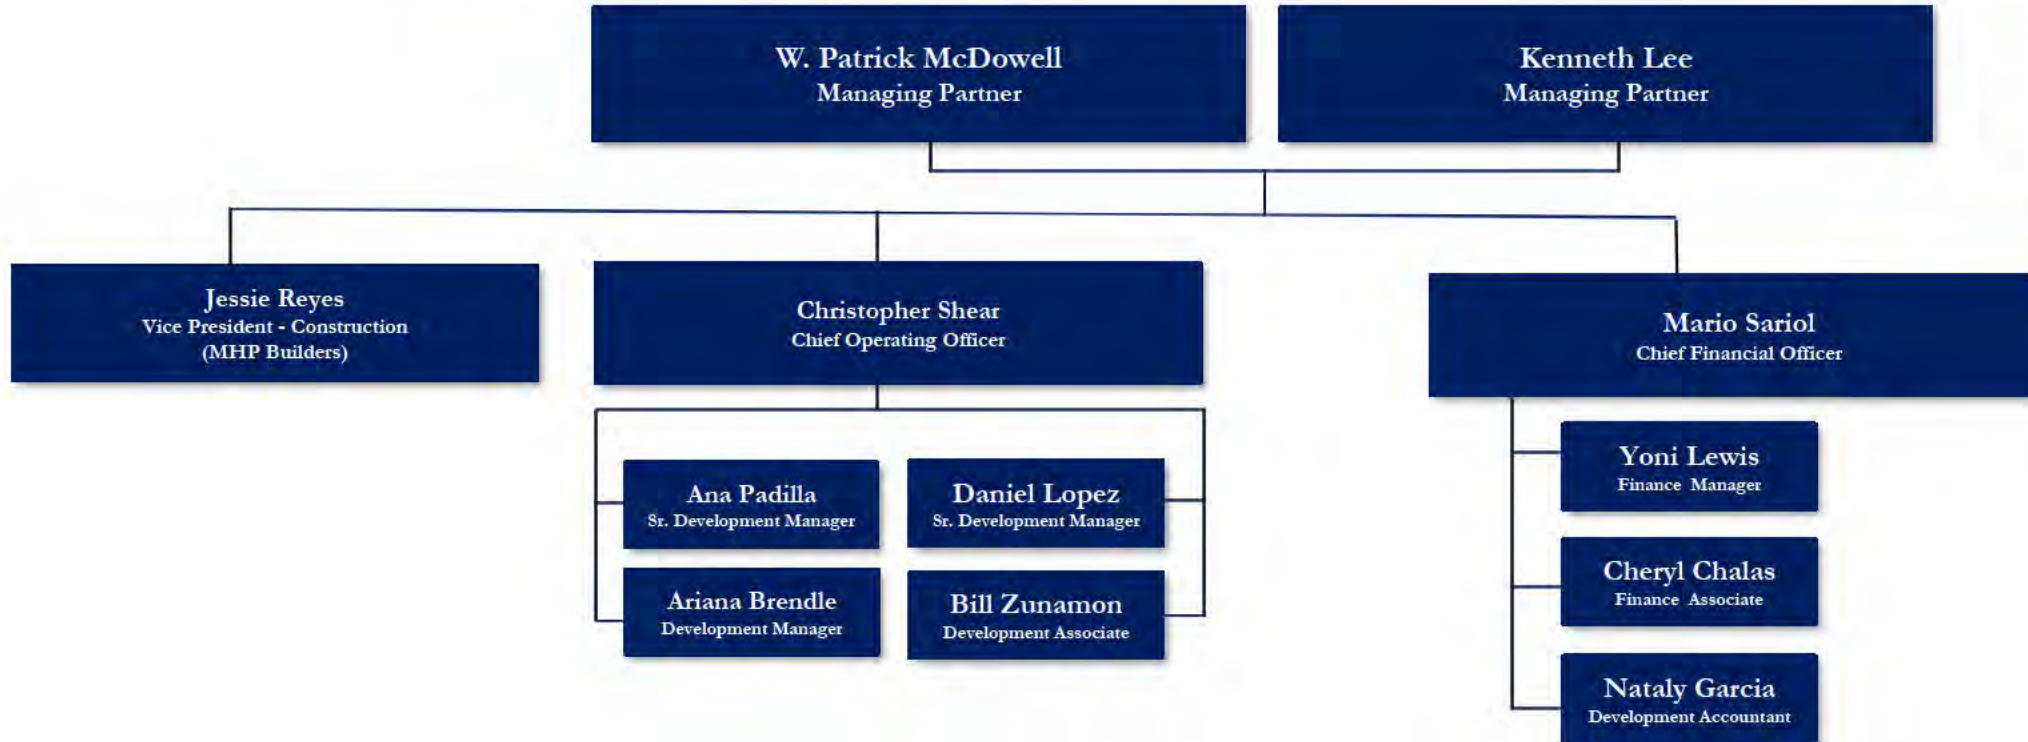 W. Patrick McDowell
Managing Partner
Kenneth Lee
Managing Partner
Jessie Reyes
Vice President - Construction
(MHP Builders)
Christopher Shear
Chief Operating Officer
Mario Sariol
Chief Financial Officer
Ana Padilla
Sr. Development Manager
Daniel Lopez
Sr. Development Manager
Ariana Brendle
Development Manager
Bill Zunamon
Development Associate
Yoni Lewis
Finance Manager
Cheryl Chalas
Finance Associate
Nataly Garcia
Development Accountant